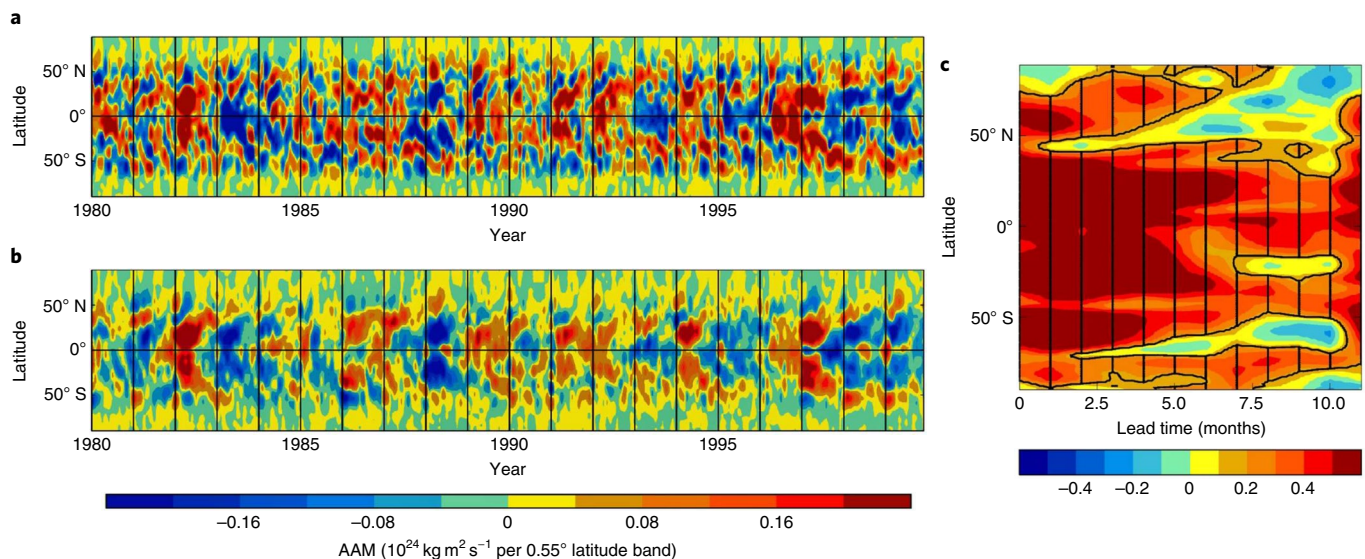 a
50° N
0°
50° S
Latitude
1980
1985
1990
1995
Year
b
50° N
0°
50° S
Latitude
1980
1985
1990
1995
Year
−0.16
−0.08
0
0.08
0.16
AAM (10²⁴ kg m² s⁻¹ per 0.55° latitude band)
c
50° N
0°
50° S
Latitude
0
2.5
5.0
7.5
10.0
Lead time (months)
−0.4
−0.2
0
0.2
0.4